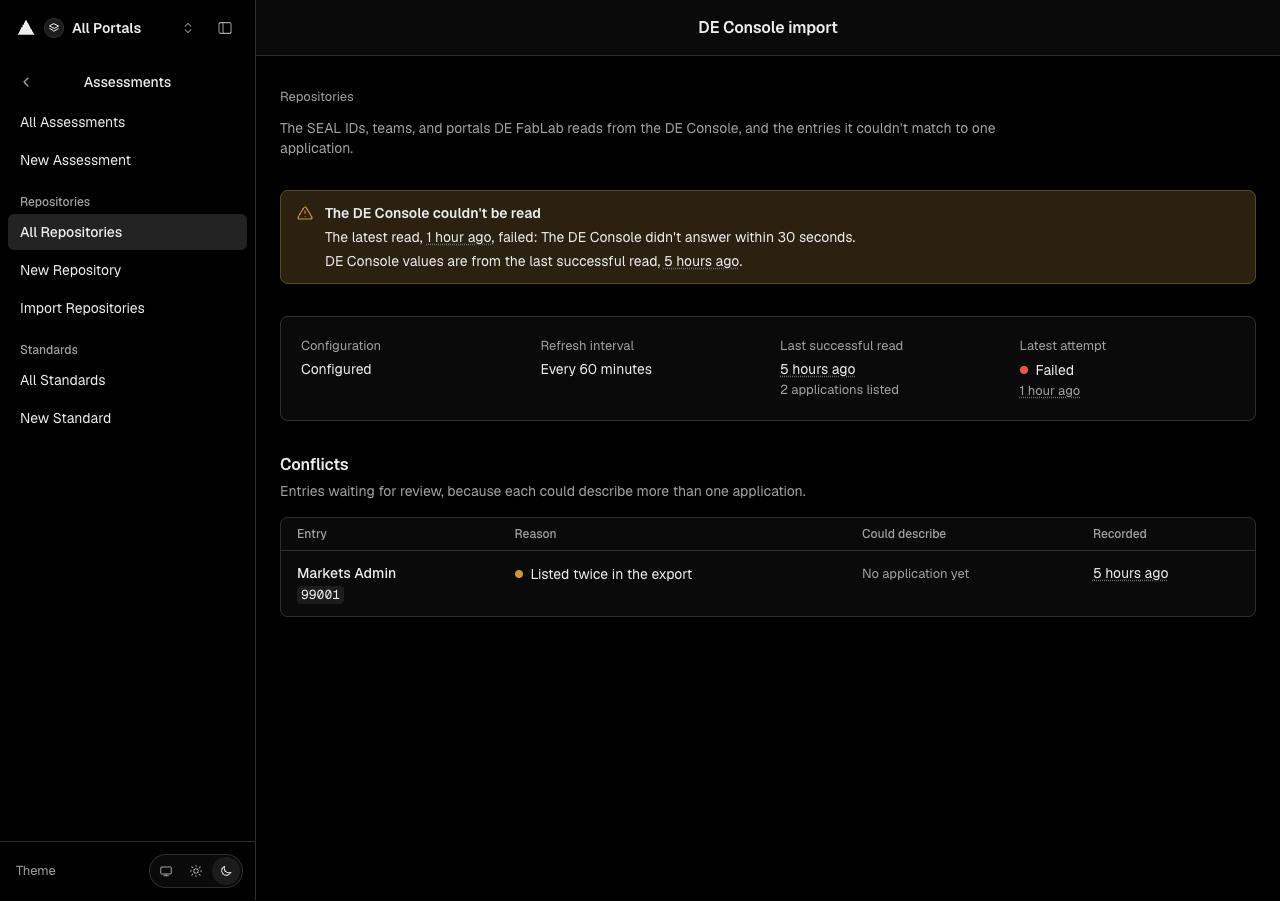 All Portals
DE Console import
Assessments
All Assessments
New Assessment
Repositories
All Repositories
New Repository
Import Repositories
Standards
All Standards
New Standard
Theme
Repositories
The SEAL IDs, teams, and portals DE FabLab reads from the DE Console, and the entries it couldn't match to one
application.
The DE Console couldn't be read
The latest read, 1 hour ago, failed: The DE Console didn't answer within 30 seconds.
DE Console values are from the last successful read, 5 hours ago.
Configuration
Configured
Refresh interval
Every 60 minutes
Last successful read
5 hours ago
2 applications listed
Latest attempt
Failed
1 hour ago
Conflicts
Entries waiting for review, because each could describe more than one application.
Entry Reason Could describe Recorded
Markets Admin Listed twice in the export No application yet 5 hours ago
99001